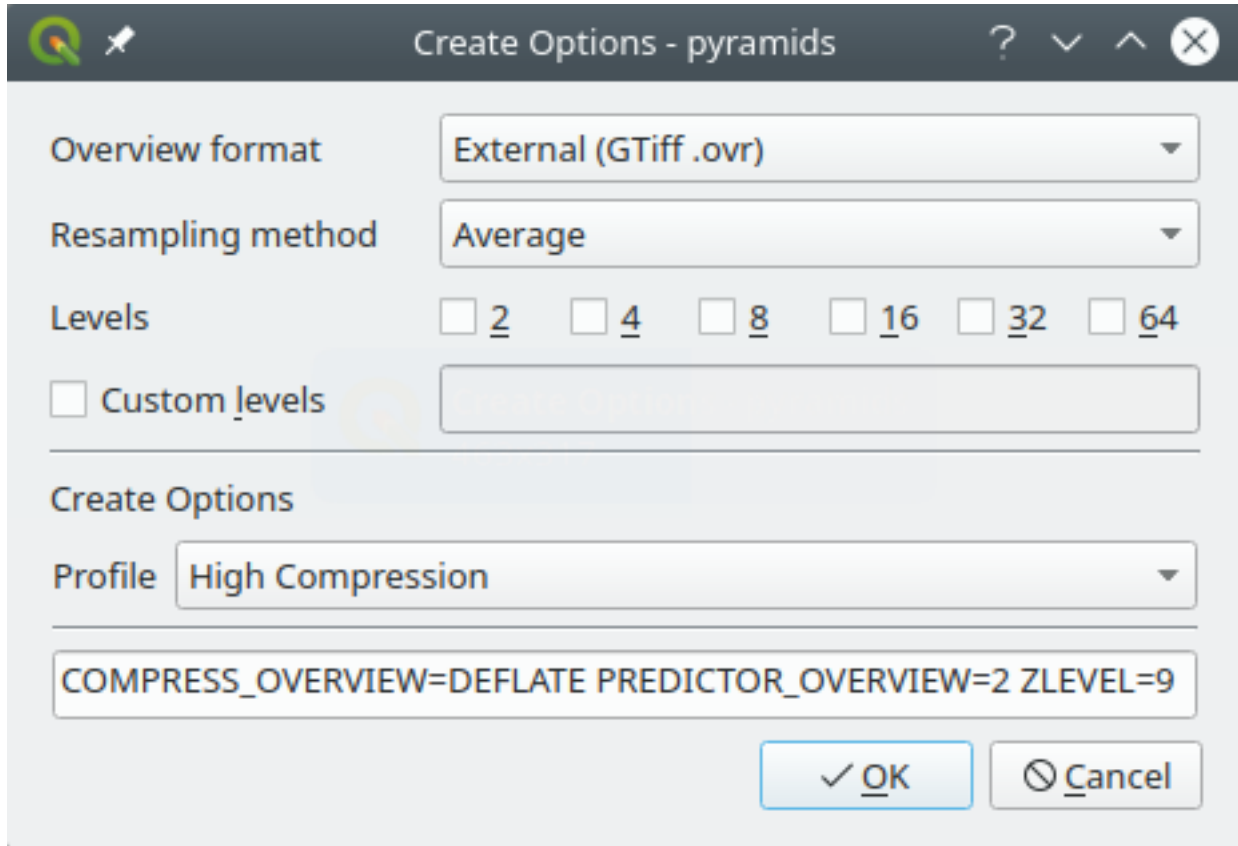 Create Options - pyramids
Overview format External (GTiff .ovr)
Resampling method Average
Levels 2 4 8 16 32 64
Custom levels
Create Options
Profile High Compression
COMPRESS_OVERVIEW=DEFLATE PREDICTOR_OVERVIEW=2 ZLEVEL=9
OK Cancel